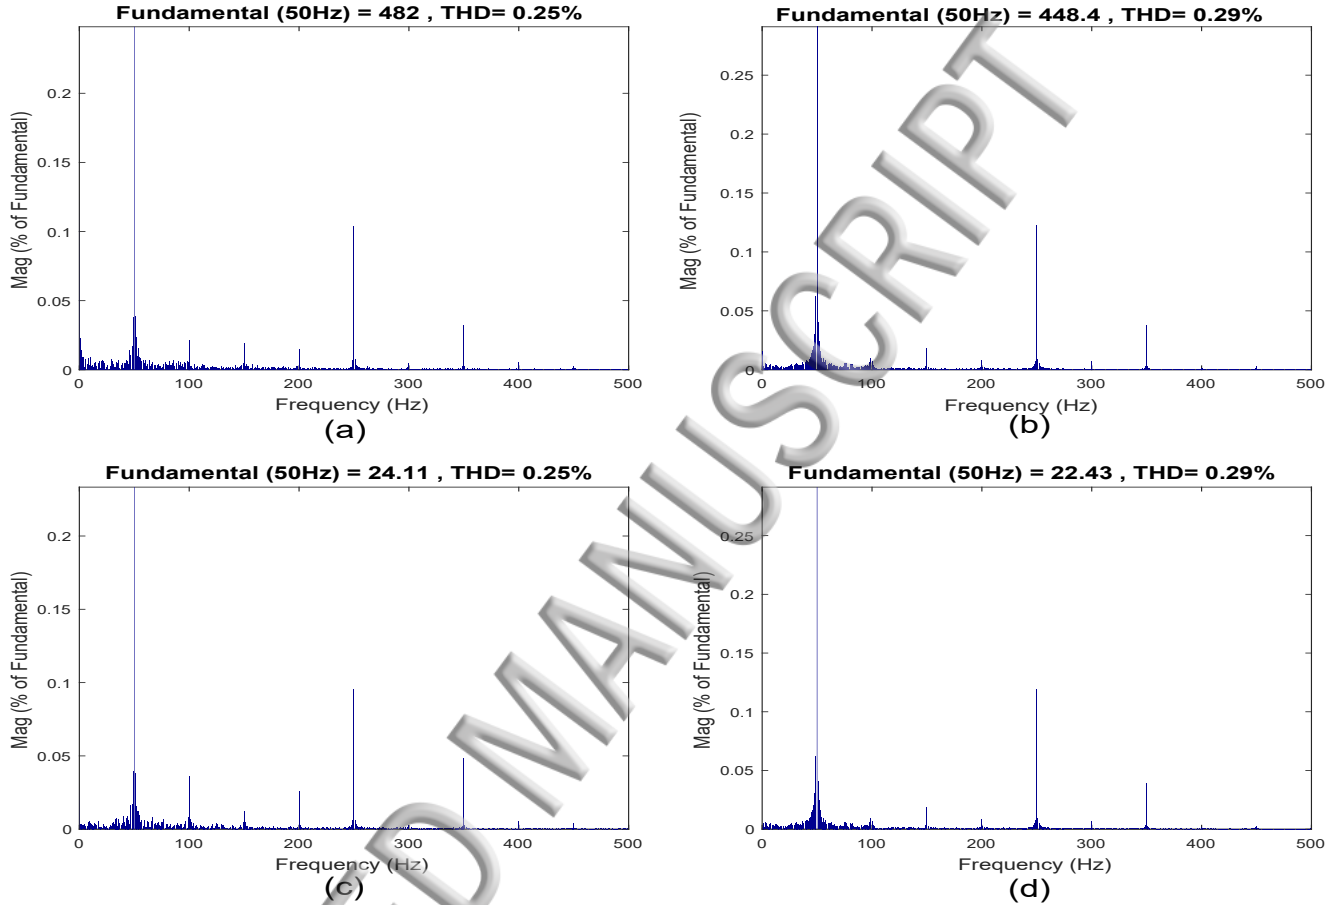 Fundamental (50Hz) = 482 , THD= 0.25%
Mag (% of Fundamental)
0.2
0.15
0.1
0.05
0
0 100 200 300 400 500
Frequency (Hz)
(a)
Fundamental (50Hz) = 448.4 , THD= 0.29%
Mag (% of Fundamental)
0.25
0.2
0.15
0.1
0.05
0
0 100 200 300 400 500
Frequency (Hz)
(b)
Fundamental (50Hz) = 24.11 , THD= 0.25%
Mag (% of Fundamental)
0.2
0.15
0.1
0.05
0
0 100 200 300 400 500
Frequency (Hz)
(c)
Fundamental (50Hz) = 22.43 , THD= 0.29%
Mag (% of Fundamental)
0.25
0.2
0.15
0.1
0.05
0
0 100 200 300 400 500
Frequency (Hz)
(d)
MANUSCRIPT